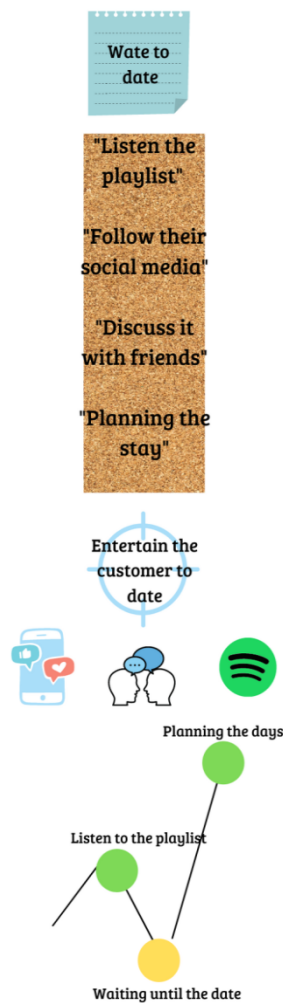 Wate to
date
"Listen the
playlist"
"Follow their
social media"
"Discuss it
with friends"
"Planning the
stay"
Entertain the
customer to
date
Planning the days
Listen to the playlist
Waiting until the date